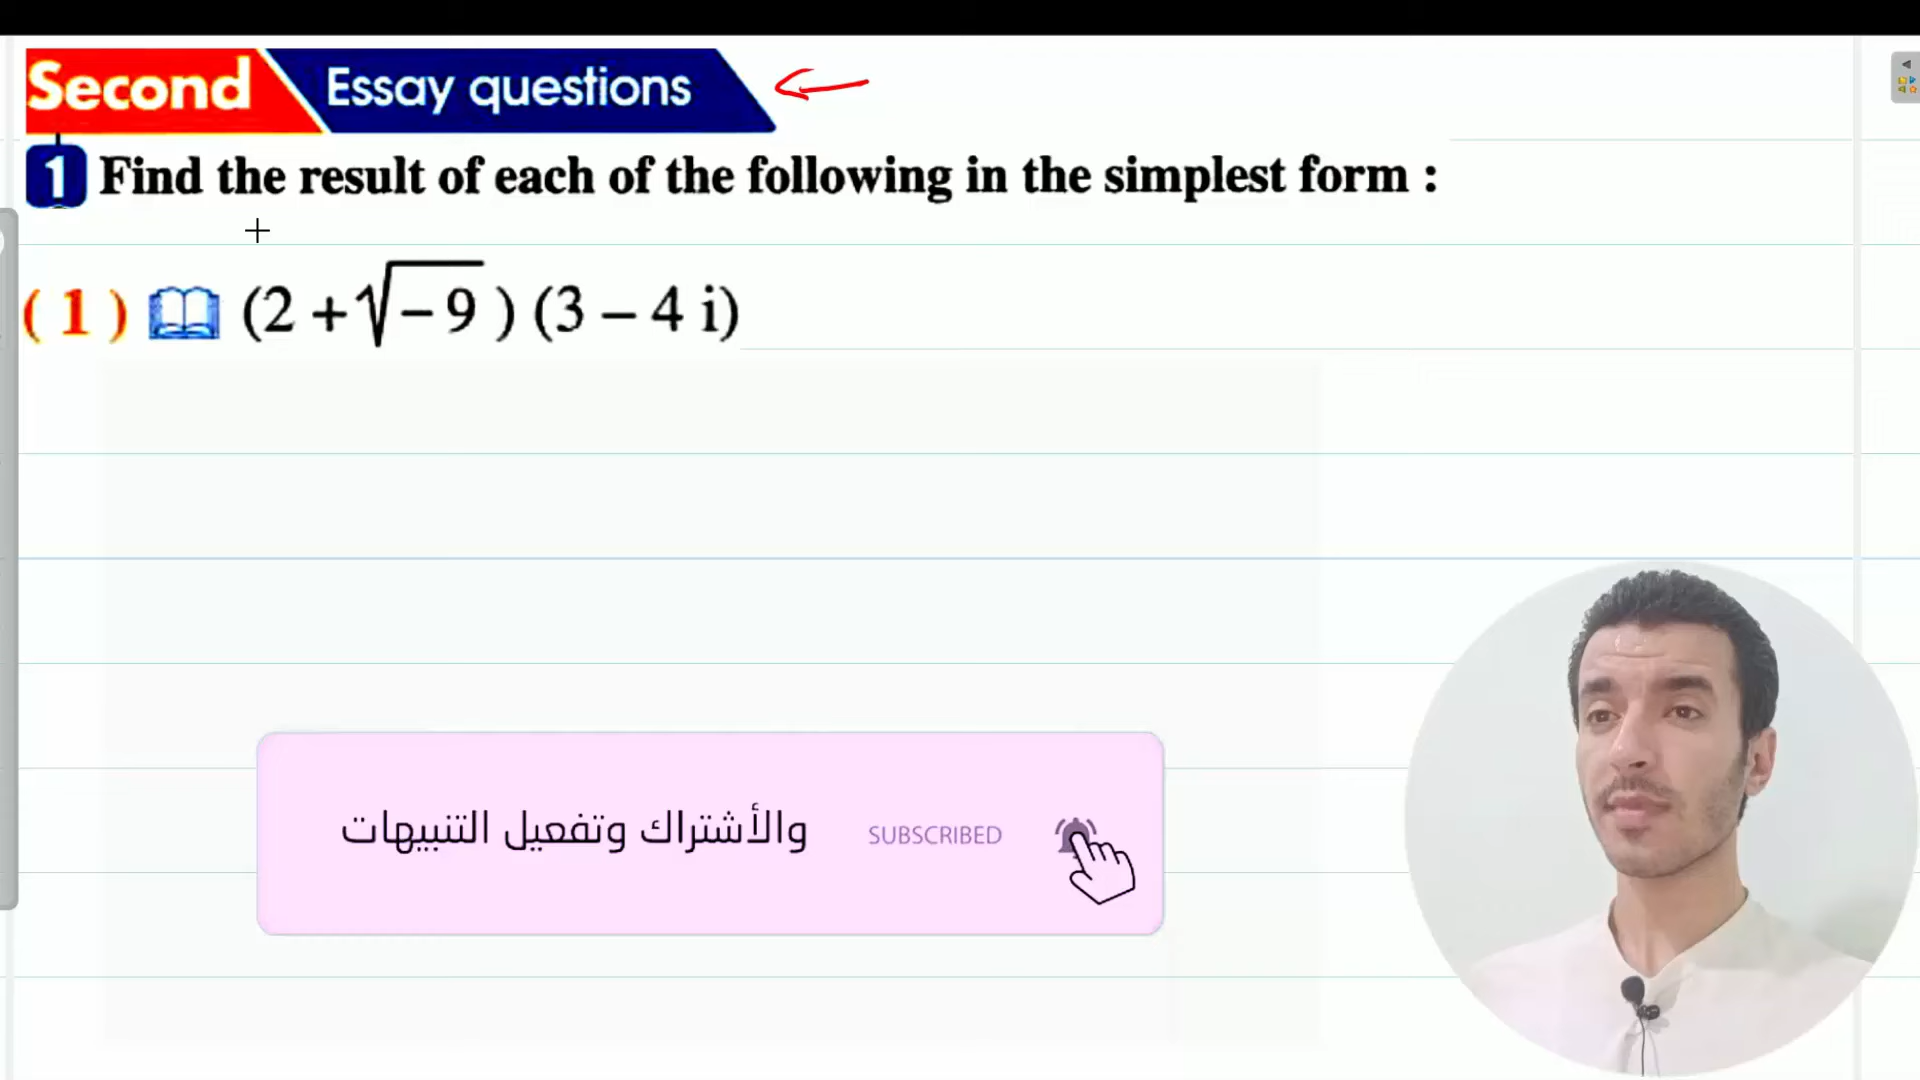 Second Essay questions
1 Find the result of each of the following in the simplest form :
( 1 ) (2 + √-9 ) (3 – 4 i)
والأشتراك وتفعيل التنبيهات SUBSCRIBED